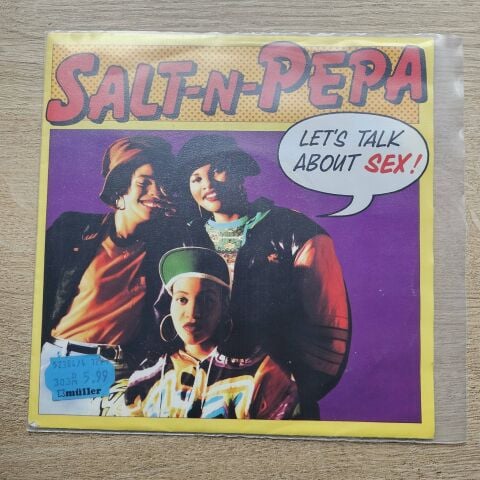 SALT-N-PEPA
LET'S TALK
ABOUT SEX!
5.99
müller